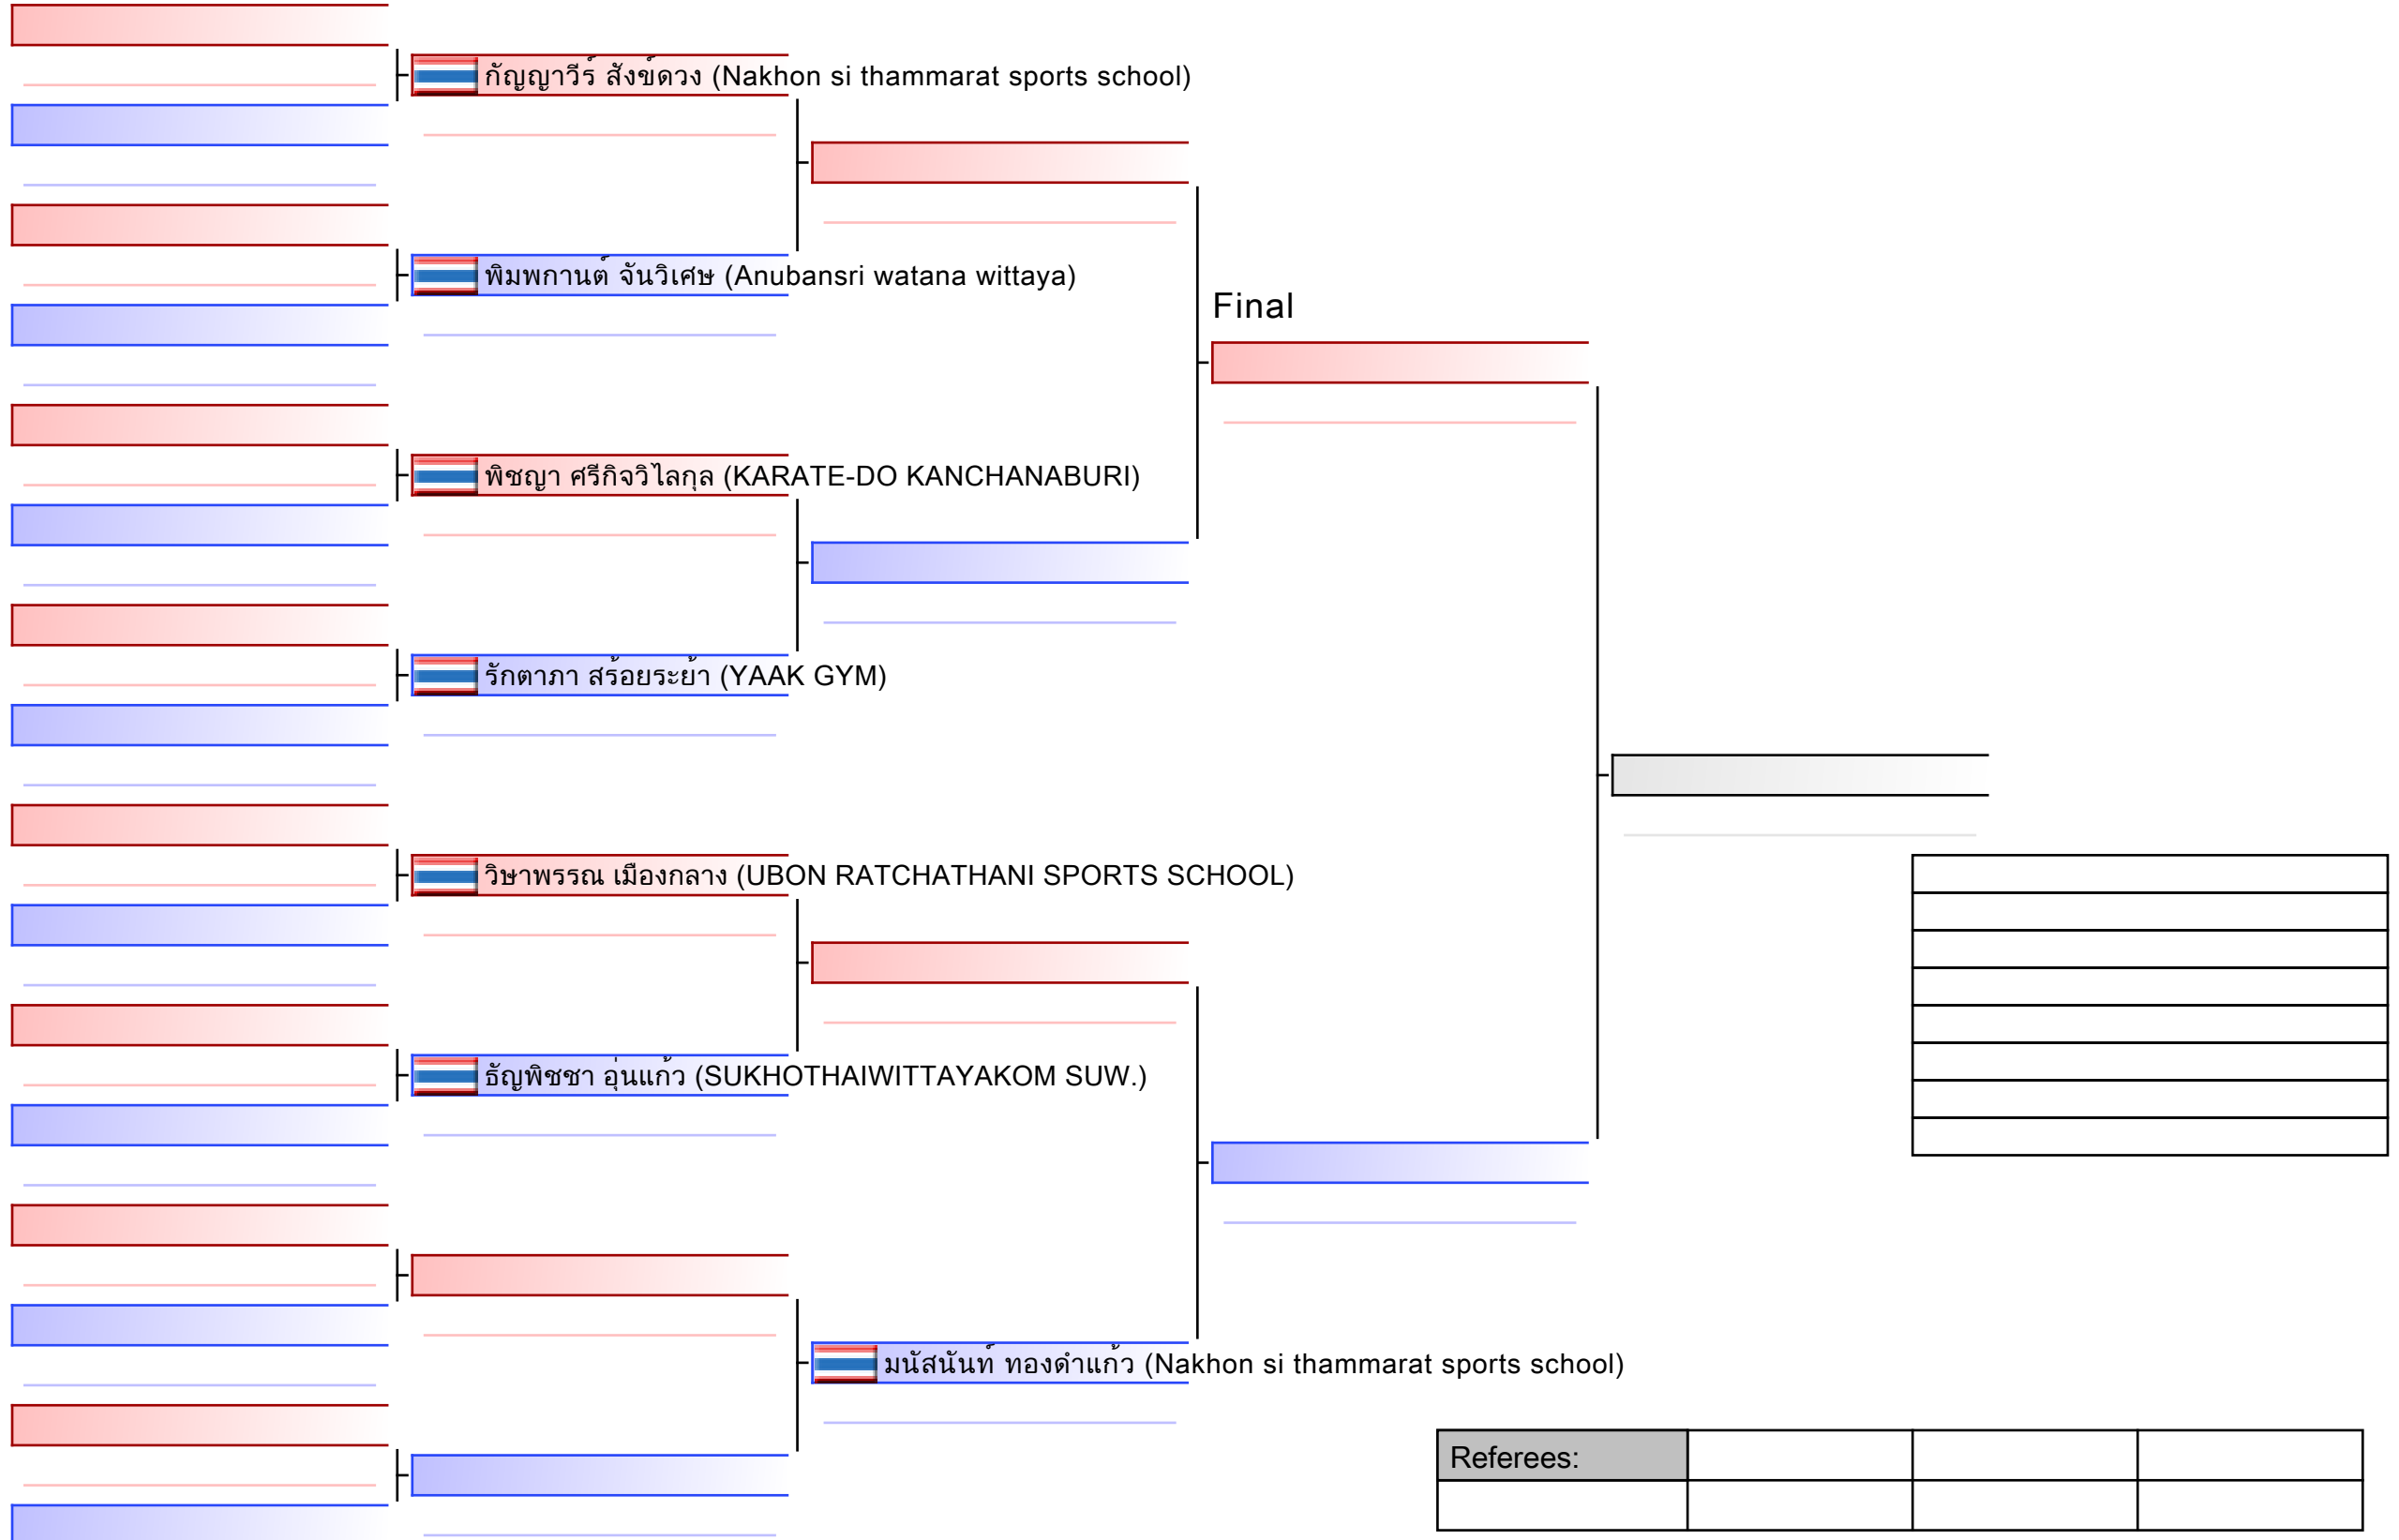 กัญญาวีร์ สังข์ดวง (Nakhon si thammarat sports school)
พิมพกานต์ จันวิเศษ (Anubansri watana wittaya)
Final
พิชญา ศรีกิจวิไลกุล (KARATE-DO KANCHANABURI)
รักตาภา สร้อยระย้า (YAAK GYM)
วิษาพรรณ เมืองกลาง (UBON RATCHATHANI SPORTS SCHOOL)
ธัญพิชชา อุ่นแก้ว (SUKHOTHAIWITTAYAKOM SUW.)
มนัสนันท์ ทองดำแก้ว (Nakhon si thammarat sports school)
Referees: